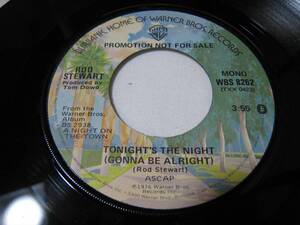 BURBANK, HOME OF WARNER BROS. RECORDS
PROMOTION NOT FOR SALE
ROD
STEWART
Produced by
Tom Dowd
MONO
WBS 8262
From the
Warner Bros.
Album
BS 2938
A NIGHT ON
THE TOWN
3:55
TONIGHT'S THE NIGHT
(GONNA BE ALRIGHT)
(Rod Stewart)
ASCAP
©1976 Warner Bros.
Records Inc.